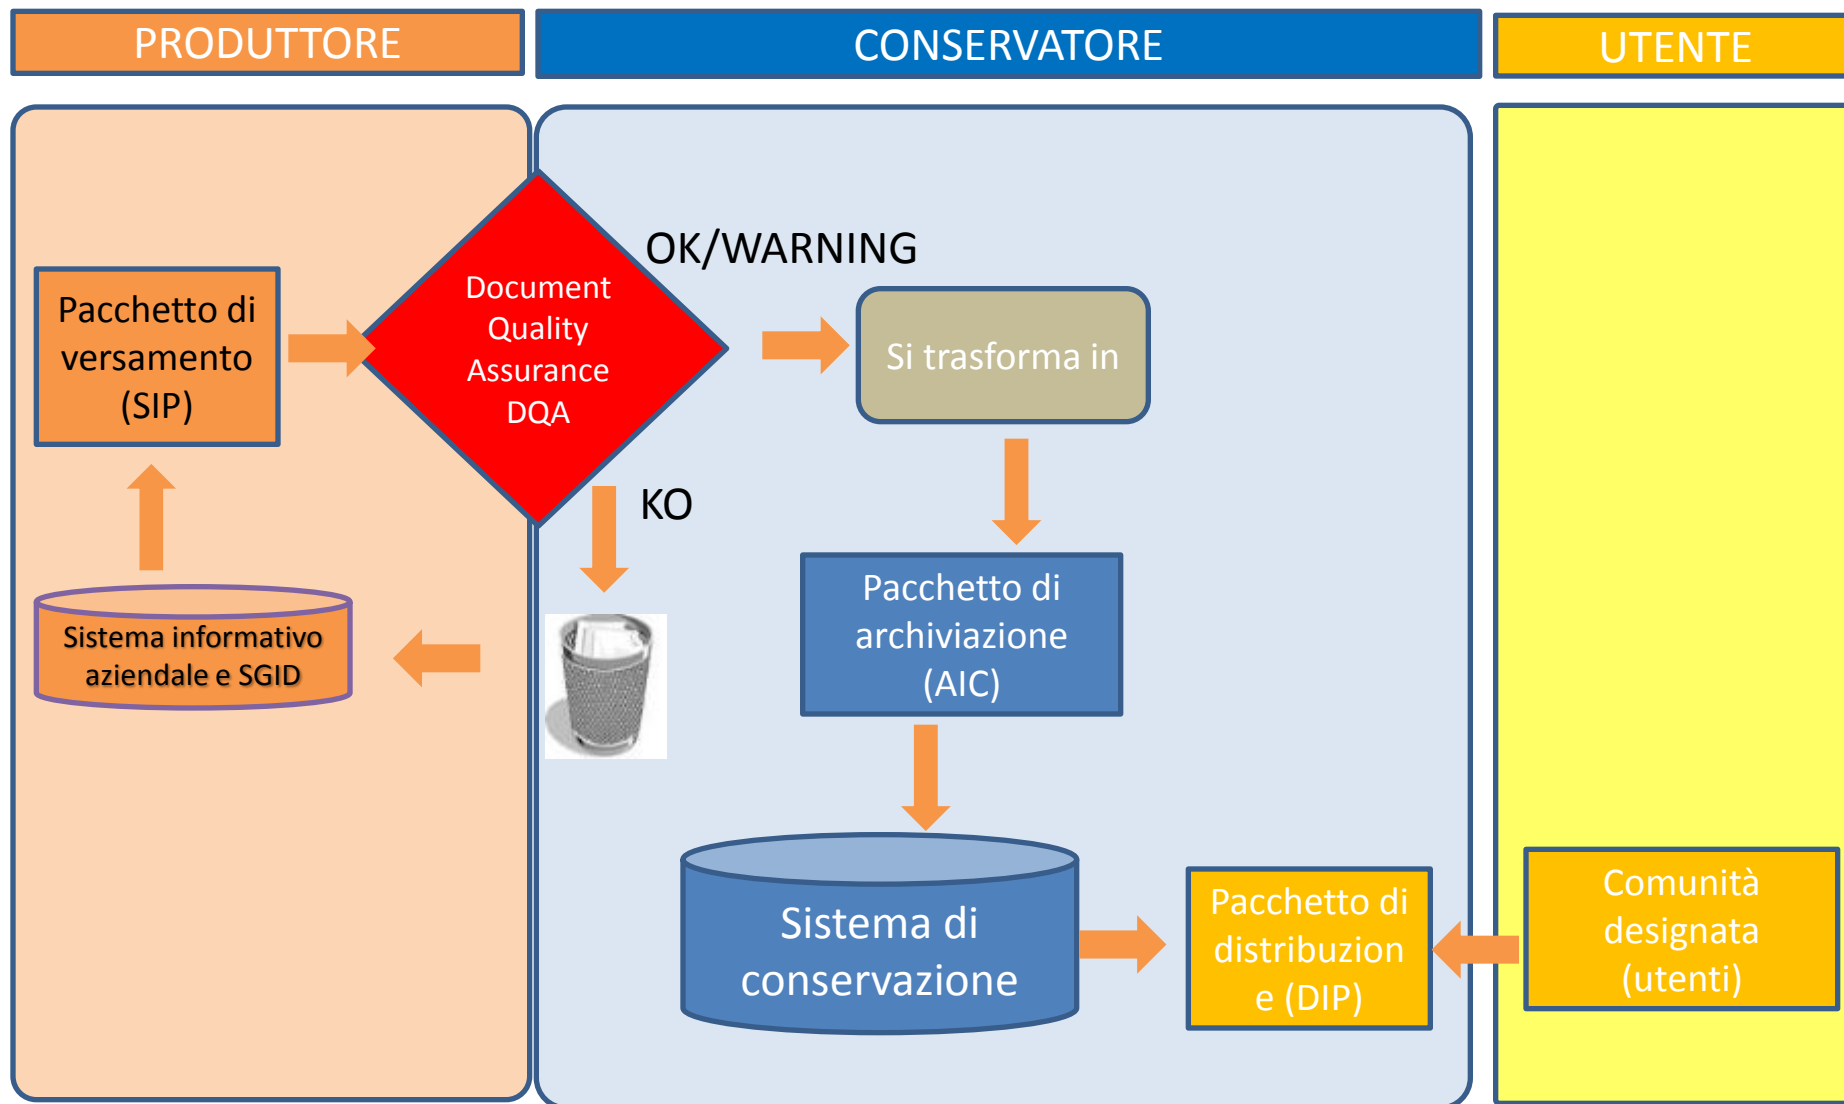 PRODUTTORE
CONSERVATORE
UTENTE
Pacchetto di
versamento
(SIP)
Document
Quality
Assurance
DQA
OK/WARNING
Si trasforma in
KO
Sistema informativo
aziendale e SGID
Pacchetto di
archiviazione
(AIC)
Sistema di
conservazione
Pacchetto di
distribuzion
e (DIP)
Comunità
designata
(utenti)